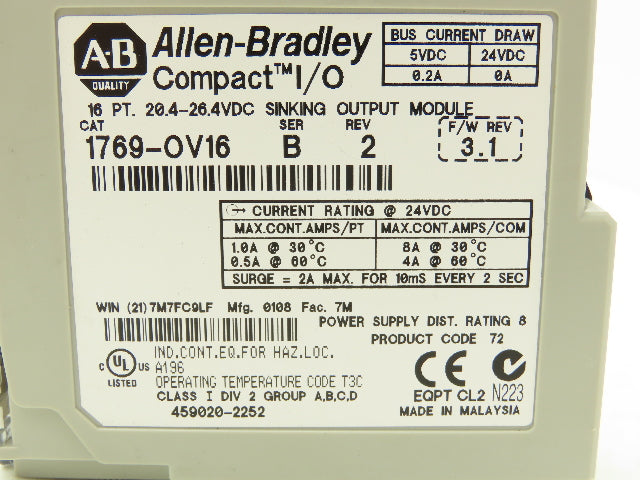 A-B
QUALITY
Allen-Bradley
Compact™ I/O
BUS CURRENT DRAW
5VDC 24VDC
0.2A 0A
16 PT. 20.4-26.4VDC SINKING OUTPUT MODULE
CAT SER REV
1769-OV16 B 2
F/W REV
3.1
CURRENT RATING @ 24VDC
MAX.CONT.AMPS/PT MAX.CONT.AMPS/COM
1.0A @ 30°C 8A @ 30°C
0.5A @ 60°C 4A @ 60°C
SURGE = 2A MAX. FOR 10mS EVERY 2 SEC
WIN (21)7M7FC9LF Mfg. 0108 Fac. 7M
POWER SUPPLY DIST. RATING 8
PRODUCT CODE 72
C UL US
LISTED
IND.CONT.EQ.FOR HAZ.LOC.
A196
OPERATING TEMPERATURE CODE T3C
CLASS I DIV 2 GROUP A,B,C,D
459020-2252
CE
EQPT CL2 N223
MADE IN MALAYSIA